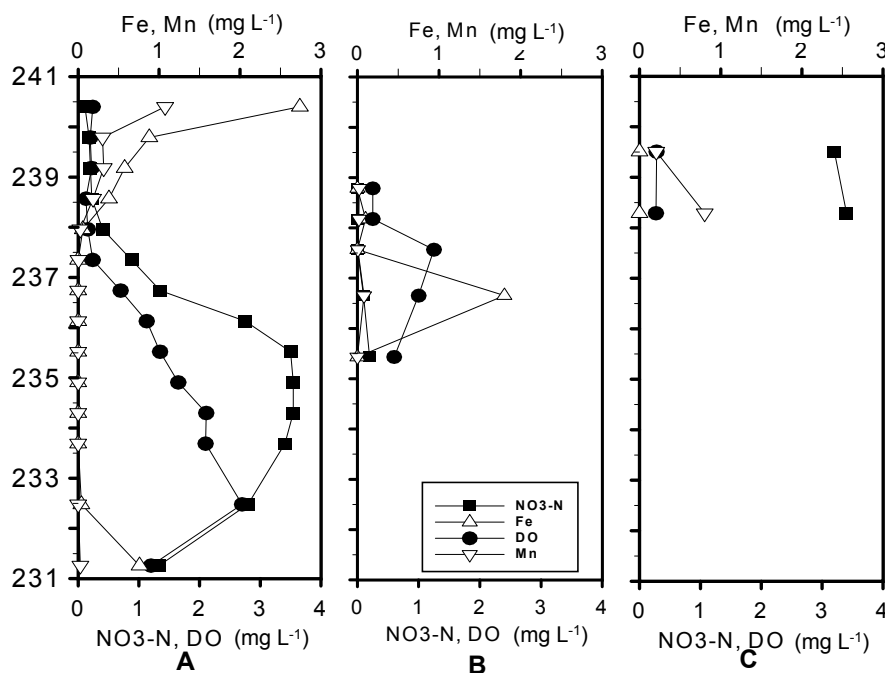 Fe, Mn (mg L-1)
Fe, Mn (mg L-1)
Fe, Mn (mg L-1)
0 1 2 3
0 1 2 3
0 1 2 3
241
239
237
235
233
231
NO3-N
Fe
DO
Mn
0 1 2 3 4
0 1 2 3 4
0 1 2 3 4
NO3-N, DO (mg L-1)
NO3-N, DO (mg L-1)
NO3-N, DO (mg L-1)
A
B
C